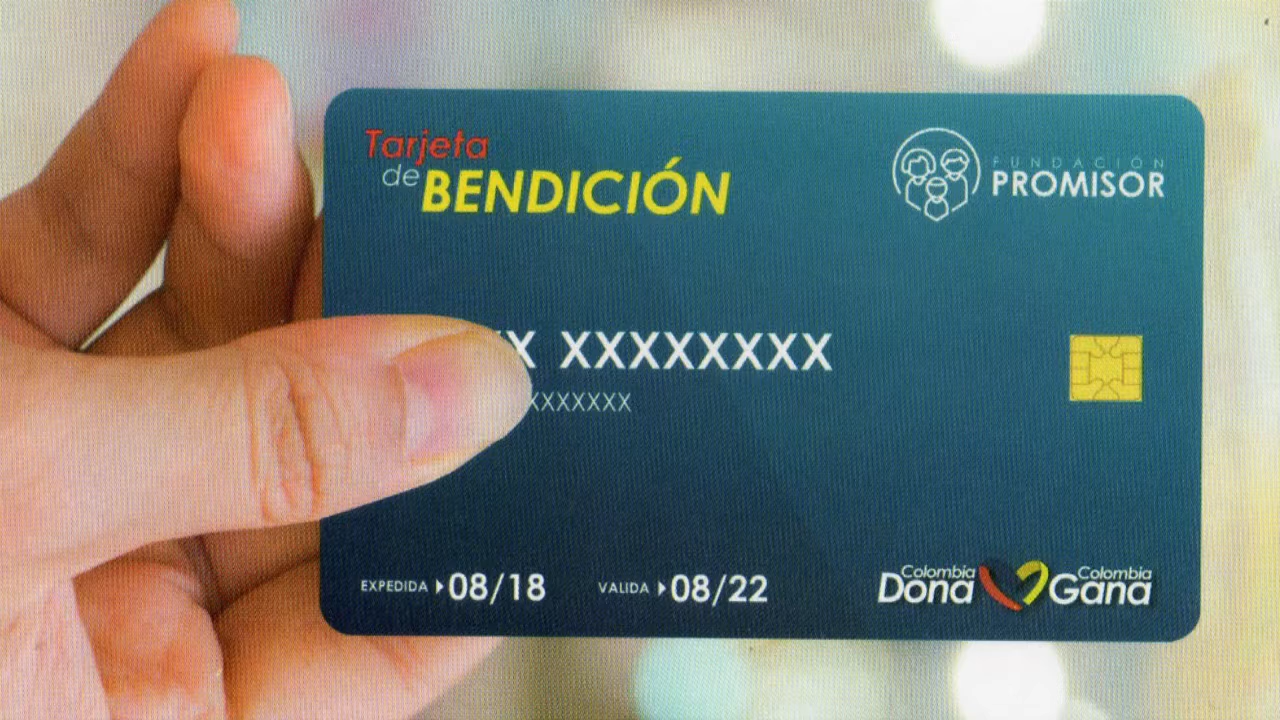 Tarjeta
de BENDICIÓN
FUNDACIÓN
PROMISOR
X XXXXXXXX
XXXXXXX
EXPEDIDA 08/18
VALIDA 08/22
Colombia Dona
Colombia Gana